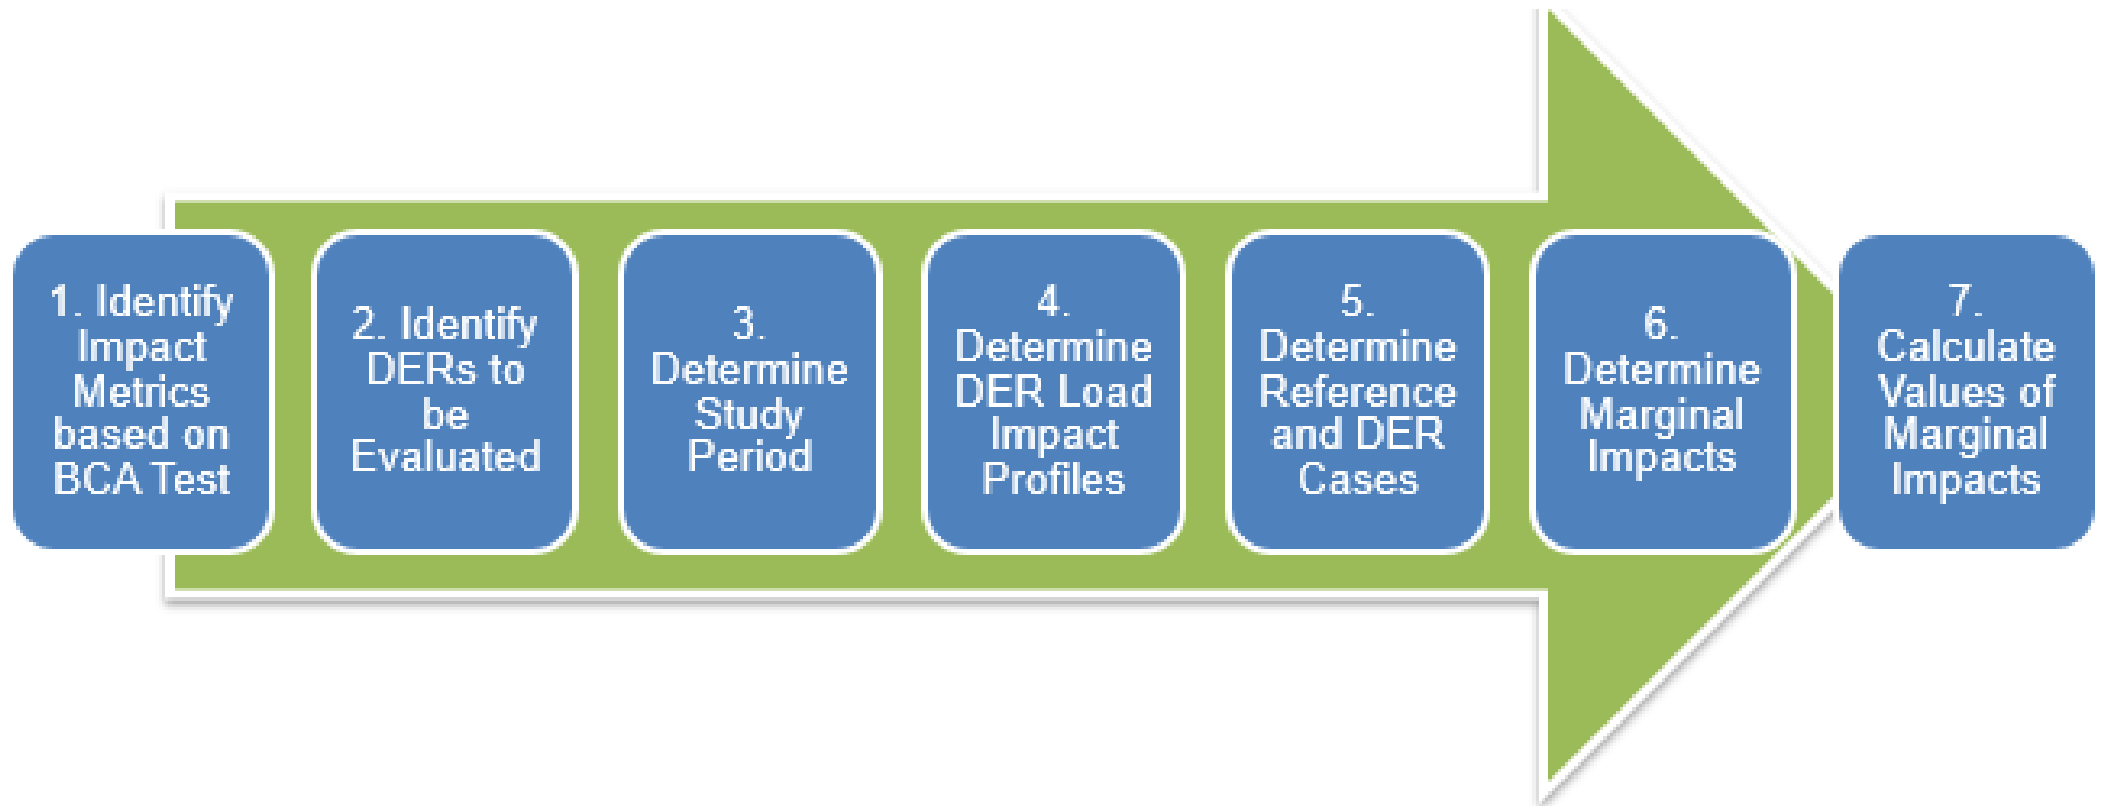 1. Identify
Impact
Metrics
based on
BCA Test
2. Identify
DERs to
be
Evaluated
3.
Determine
Study
Period
4.
Determine
DER Load
Impact
Profiles
5.
Determine
Reference
and DER
Cases
6.
Determine
Marginal
Impacts
7.
Calculate
Values of
Marginal
Impacts